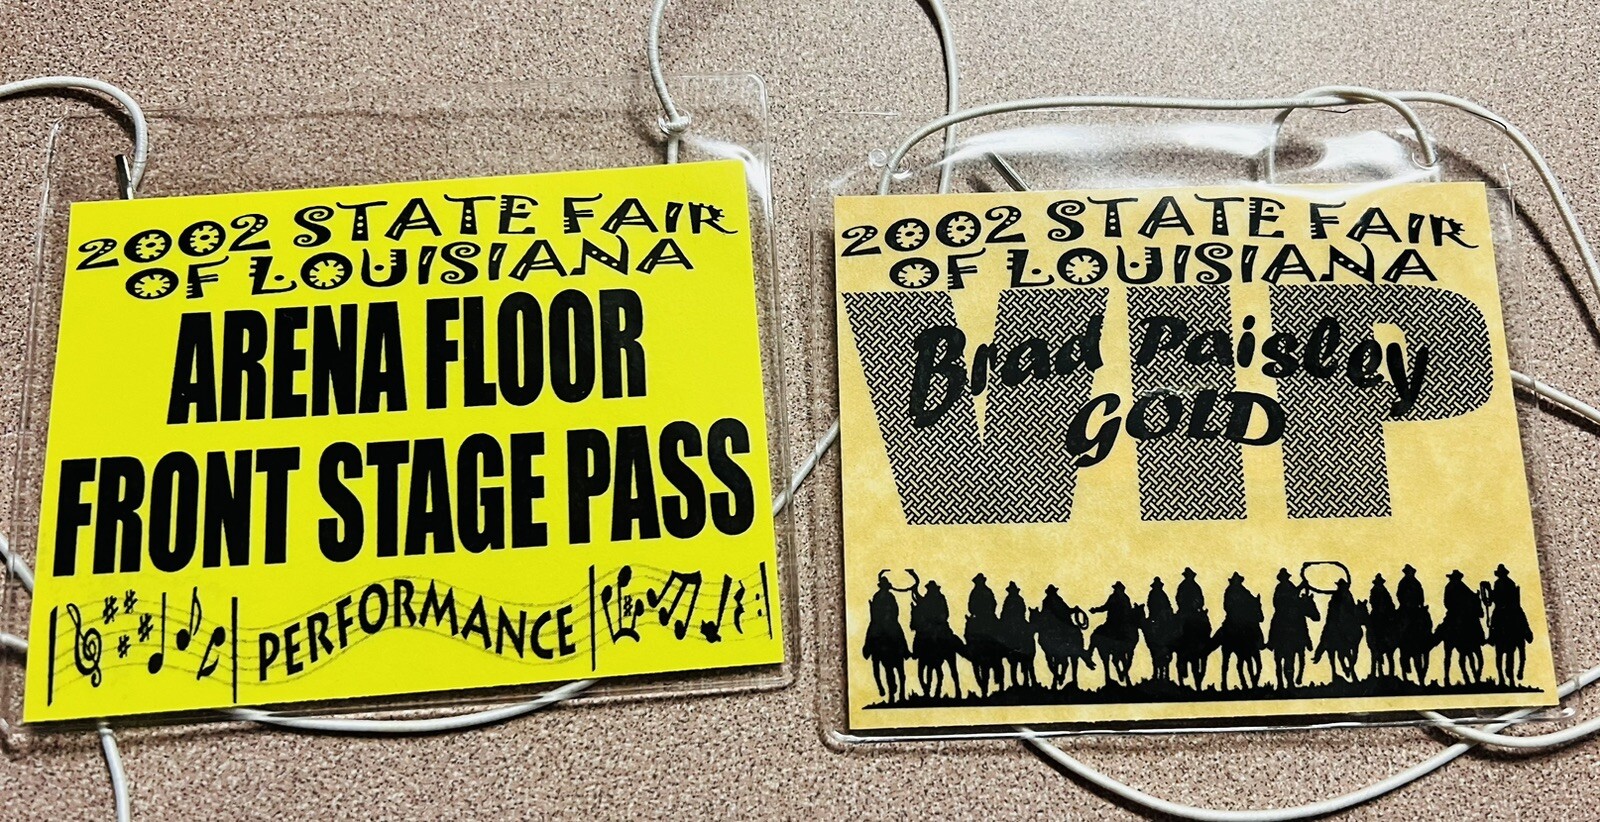 2002 STATE FAIR
OF LOUISIANA
ARENA FLOOR
FRONT STAGE PASS
PERFORMANCE
2002 STATE FAIR
OF LOUISIANA
VIP
Brad Paisley
GOLD